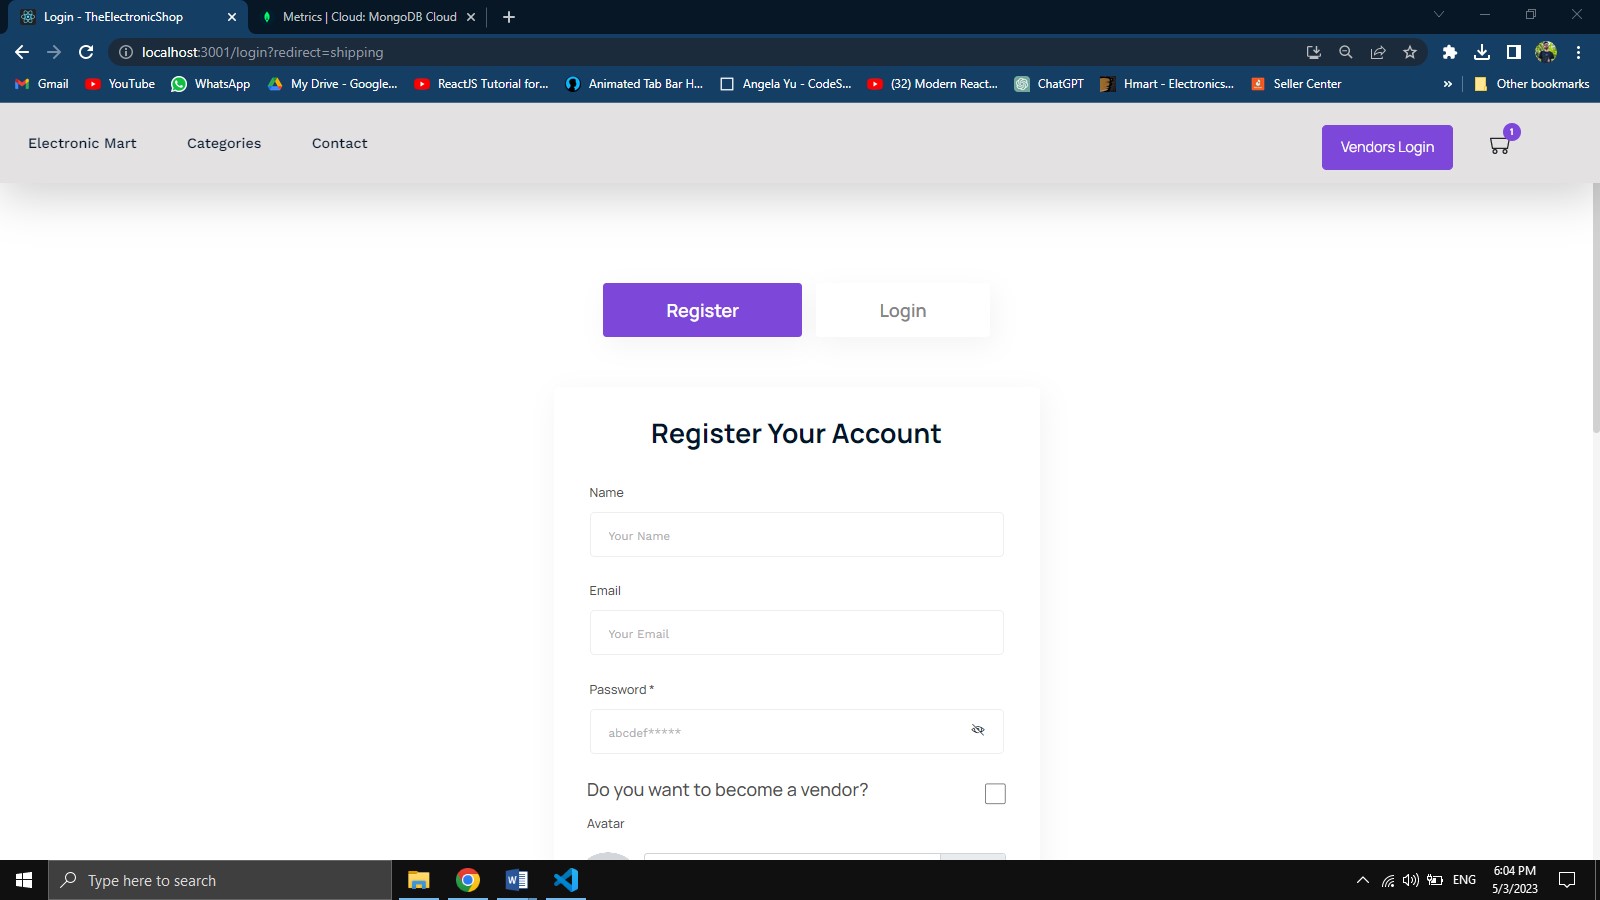 Login - TheElectronicShop
Metrics | Cloud: MongoDB Cloud
localhost:3001/login?redirect=shipping
Gmail
YouTube
WhatsApp
My Drive - Google...
ReactJS Tutorial for...
Animated Tab Bar H...
Angela Yu - CodeS...
(32) Modern React...
ChatGPT
Hmart - Electronics...
Seller Center
»
Other bookmarks
Electronic Mart
Categories
Contact
Vendors Login
1
Register
Login
Register Your Account
Name
Your Name
Email
Your Email
Password *
abcdef*****
Do you want to become a vendor?
Avatar
Type here to search
W
ENG
6:04 PM
5/3/2023